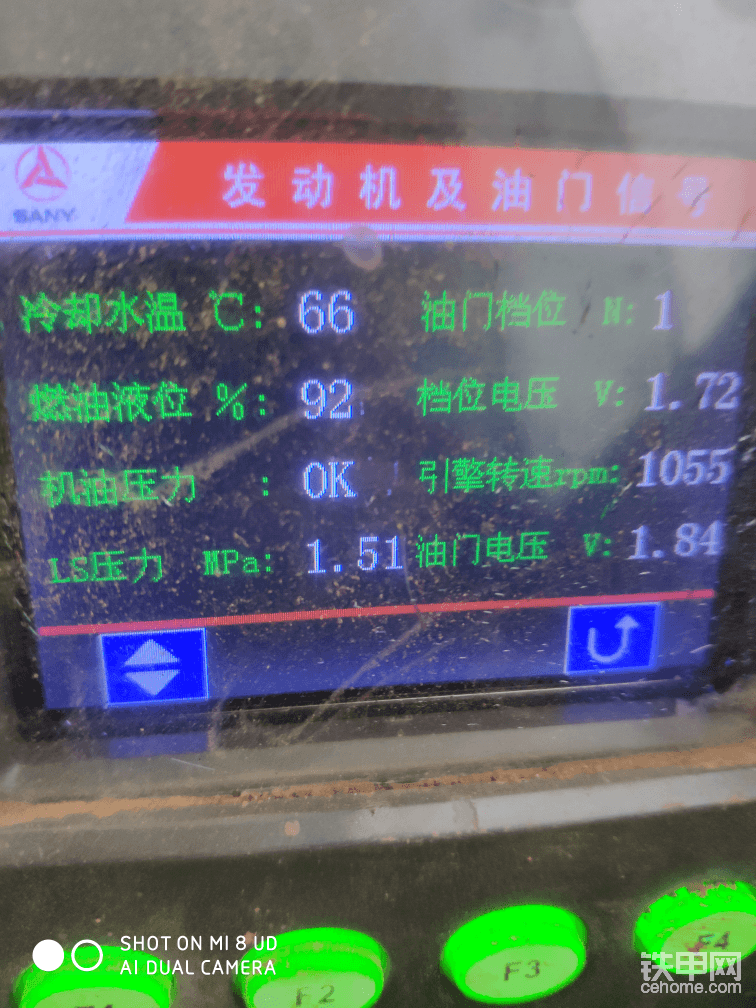 发动机及油门信号
SANY
冷却水温 ℃: 66 油门档位 N: 1
燃油液位 %: 92 档位电压 V: 1.72
机油压力 : OK 引擎转速rpm: 1055
LS压力 MPa: 1.51 油门电压 V: 1.84
F1 F2 F3 F4
SHOT ON MI 8 UD
AI DUAL CAMERA
铁甲网
cehome.com